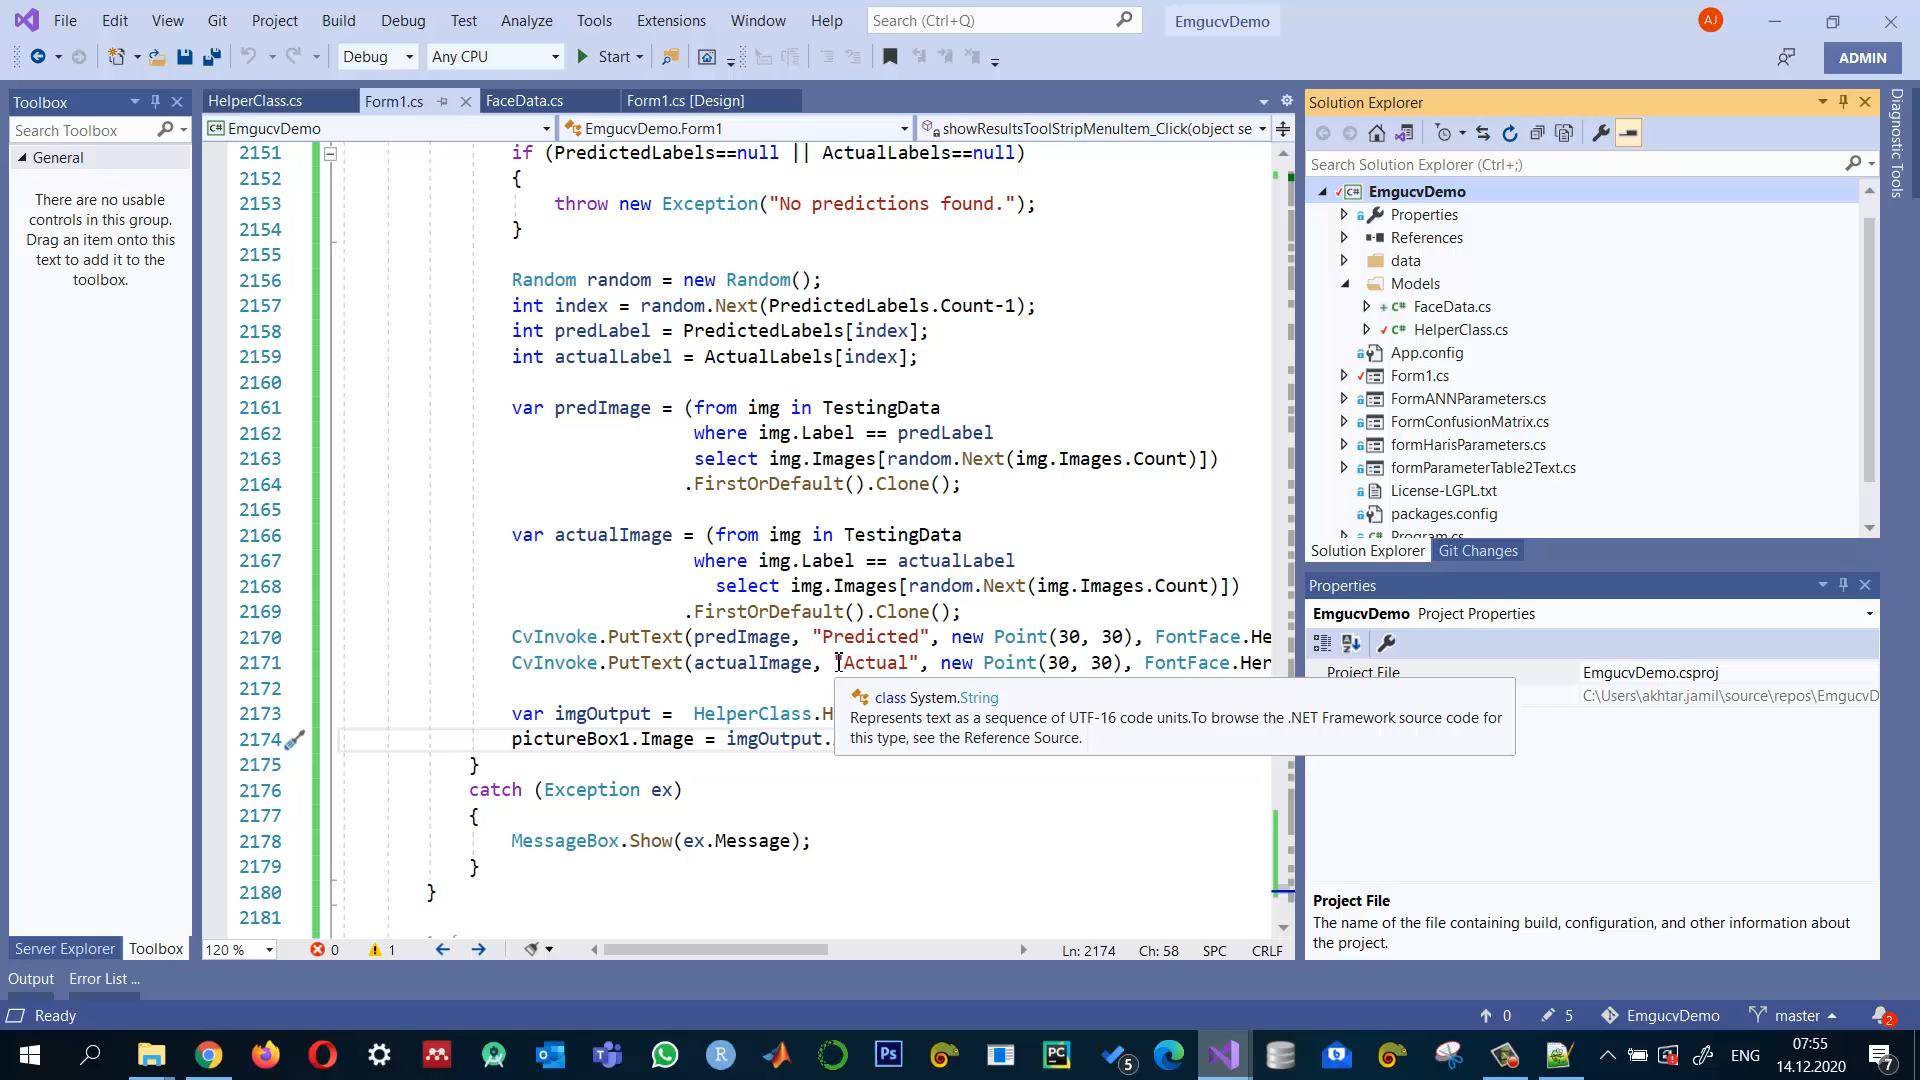 File Edit View Git Project Build Debug Test Analyze Tools Extensions Window Help Search (Ctrl+Q) EmgucvDemo AJ
Debug Any CPU Start ADMIN
Toolbox
Search Toolbox
General
There are no usable
controls in this group.
Drag an item onto this
text to add it to the
toolbox.
Server Explorer Toolbox
HelperClass.cs Form1.cs FaceData.cs Form1.cs [Design]
EmgucvDemo EmgucvDemo.Form1 showResultsToolStripMenuItem_Click(object se
2151 if (PredictedLabels==null || ActualLabels==null)
2152 {
2153 throw new Exception("No predictions found.");
2154 }
2155
2156 Random random = new Random();
2157 int index = random.Next(PredictedLabels.Count-1);
2158 int predLabel = PredictedLabels[index];
2159 int actualLabel = ActualLabels[index];
2160
2161 var predImage = (from img in TestingData
2162 where img.Label == predLabel
2163 select img.Images[random.Next(img.Images.Count)])
2164 .FirstOrDefault().Clone();
2165
2166 var actualImage = (from img in TestingData
2167 where img.Label == actualLabel
2168 select img.Images[random.Next(img.Images.Count)])
2169 .FirstOrDefault().Clone();
2170 CvInvoke.PutText(predImage, "Predicted", new Point(30, 30), FontFace.He
2171 CvInvoke.PutText(actualImage, "Actual", new Point(30, 30), FontFace.Her
2172
2173 var imgOutput = HelperClass.H
2174 pictureBox1.Image = imgOutput.
2175 }
2176 catch (Exception ex)
2177 {
2178 MessageBox.Show(ex.Message);
2179 }
2180 }
2181
class System.String
Represents text as a sequence of UTF-16 code units.To browse the .NET Framework source code for
this type, see the Reference Source.
120 % 0 1 Ln: 2174 Ch: 58 SPC CRLF
Solution Explorer
Search Solution Explorer (Ctrl+;)
EmgucvDemo
Properties
References
data
Models
FaceData.cs
HelperClass.cs
App.config
Form1.cs
FormANNParameters.cs
FormConfusionMatrix.cs
formHarisParameters.cs
formParameterTable2Text.cs
License-LGPL.txt
packages.config
Program.cs
Solution Explorer Git Changes
Properties
EmgucvDemo Project Properties
Project File EmgucvDemo.csproj
C:\Users\akhtar.jamil\source\repos\EmgucvD
Project File
The name of the file containing build, configuration, and other information about
the project.
Diagnostic Tools
Output Error List ...
Ready 0 5 EmgucvDemo master 2
5 ENG 07:55
14.12.2020 7